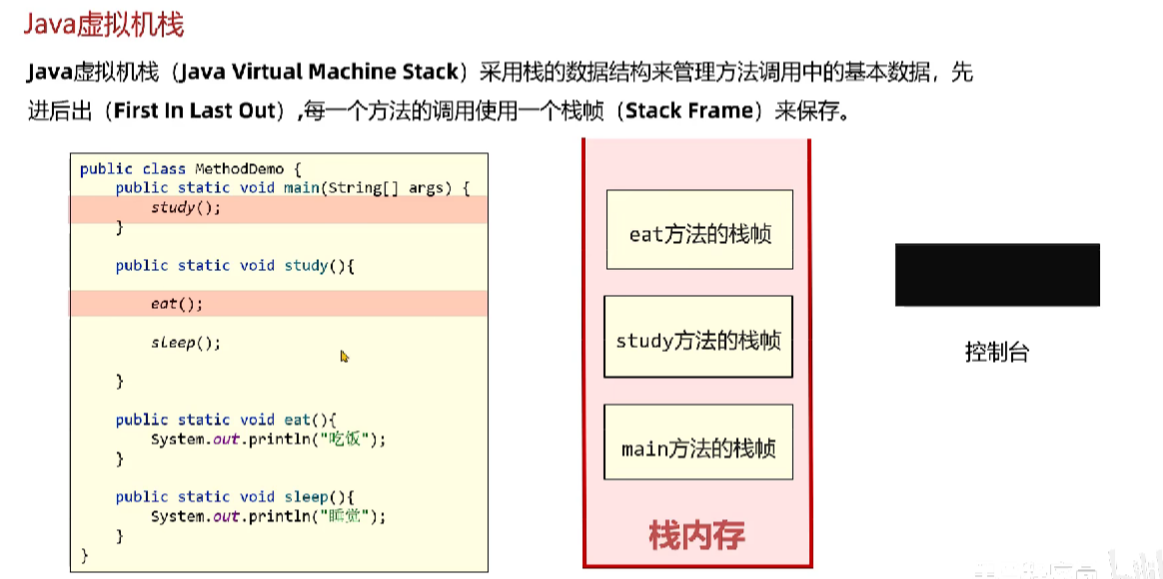 Java虚拟机栈
Java虚拟机栈（Java Virtual Machine Stack）采用栈的数据结构来管理方法调用中的基本数据，先
进后出（First In Last Out）,每一个方法的调用使用一个栈帧（Stack Frame）来保存。
public class MethodDemo {
public static void main(String[] args) {
study();
}
public static void study(){
eat();
sleep();
}
public static void eat(){
System.out.println("吃饭");
}
public static void sleep(){
System.out.println("睡觉");
}
}
eat方法的栈帧
study方法的栈帧
main方法的栈帧
栈内存
控制台